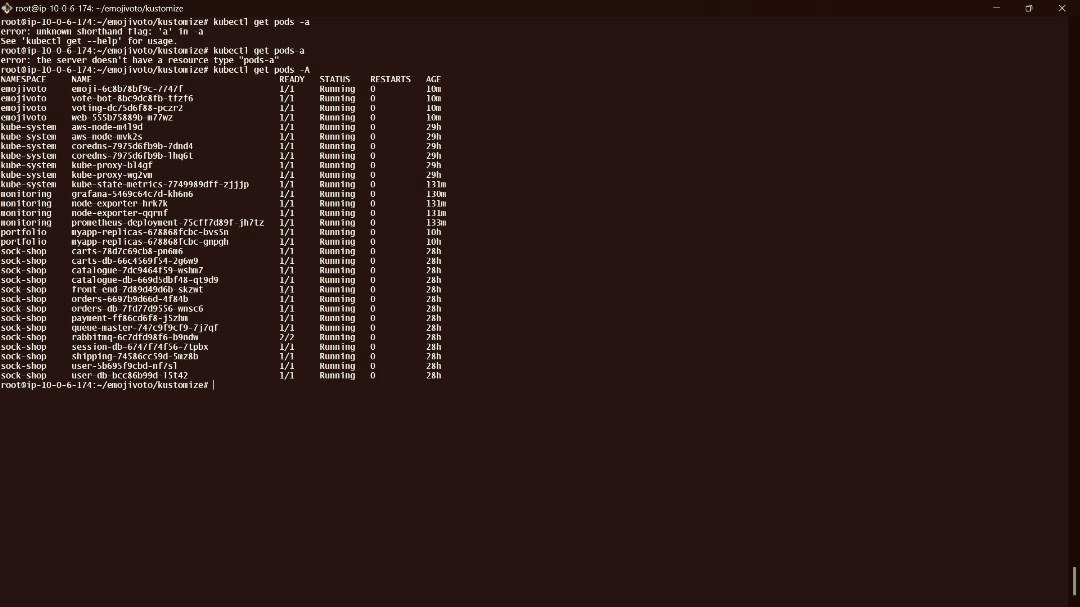 root@ip-10-0-6-174: ~/emojivoto/kustomize
root@ip-10-0-6-174:~/emojivoto/kustomize# kubectl get pods -a
error: unknown shorthand flag: 'a' in -a
See 'kubectl get --help' for usage.
root@ip-10-0-6-174:~/emojivoto/kustomize# kubectl get pods-a
error: the server doesn't have a resource type "pods-a"
root@ip-10-0-6-174:~/emojivoto/kustomize# kubectl get pods -A
NAMESPACE NAME READY STATUS RESTARTS AGE
emojivoto emoji-6c8b78bf9c-7747f 1/1 Running 0 10m
emojivoto vote-bot-8bc9dc8fb-tfzf6 1/1 Running 0 10m
emojivoto voting-dc75d6f88-pczr2 1/1 Running 0 10m
emojivoto web-555b75889b-m77wz 1/1 Running 0 10m
kube-system aws-node-m4l9d 1/1 Running 0 29h
kube-system aws-node-mvk2s 1/1 Running 0 29h
kube-system coredns-7975d6fb9b-7dnd4 1/1 Running 0 29h
kube-system coredns-7975d6fb9b-lhq6t 1/1 Running 0 29h
kube-system kube-proxy-bl4gf 1/1 Running 0 29h
kube-system kube-proxy-wg2vm 1/1 Running 0 29h
kube-system kube-state-metrics-7749989dff-zjjjp 1/1 Running 0 131m
monitoring grafana-5469c64c7d-kh6n6 1/1 Running 0 130m
monitoring node-exporter-hrk7k 1/1 Running 0 131m
monitoring node-exporter-qqrnf 1/1 Running 0 131m
monitoring prometheus-deployment-75cff7d89f-jh7tz 1/1 Running 0 133m
portfolio myapp-replicas-678868fcbc-bvs5n 1/1 Running 0 10h
portfolio myapp-replicas-678868fcbc-gnpgh 1/1 Running 0 10h
sock-shop carts-78d7c69cb8-pn6m6 1/1 Running 0 28h
sock-shop carts-db-66c4569f54-2g6w9 1/1 Running 0 28h
sock-shop catalogue-7dc9464f59-wshm7 1/1 Running 0 28h
sock-shop catalogue-db-669d5dbf48-qt9d9 1/1 Running 0 28h
sock-shop front-end-7d89d49d6b-skzwt 1/1 Running 0 28h
sock-shop orders-6697b9d66d-4f84b 1/1 Running 0 28h
sock-shop orders-db-7fd77d9556-wnsc6 1/1 Running 0 28h
sock-shop payment-ff86cd6f8-j5zhm 1/1 Running 0 28h
sock-shop queue-master-747c9f9cf9-7j7qf 1/1 Running 0 28h
sock-shop rabbitmq-6c7dfd98f6-b9ndw 2/2 Running 0 28h
sock-shop session-db-6747f74f56-7tpbx 1/1 Running 0 28h
sock-shop shipping-74586cc59d-5mz8b 1/1 Running 0 28h
sock-shop user-5b695f9cbd-nf7sl 1/1 Running 0 28h
sock-shop user-db-bcc86b99d-l5t42 1/1 Running 0 28h
root@ip-10-0-6-174:~/emojivoto/kustomize#